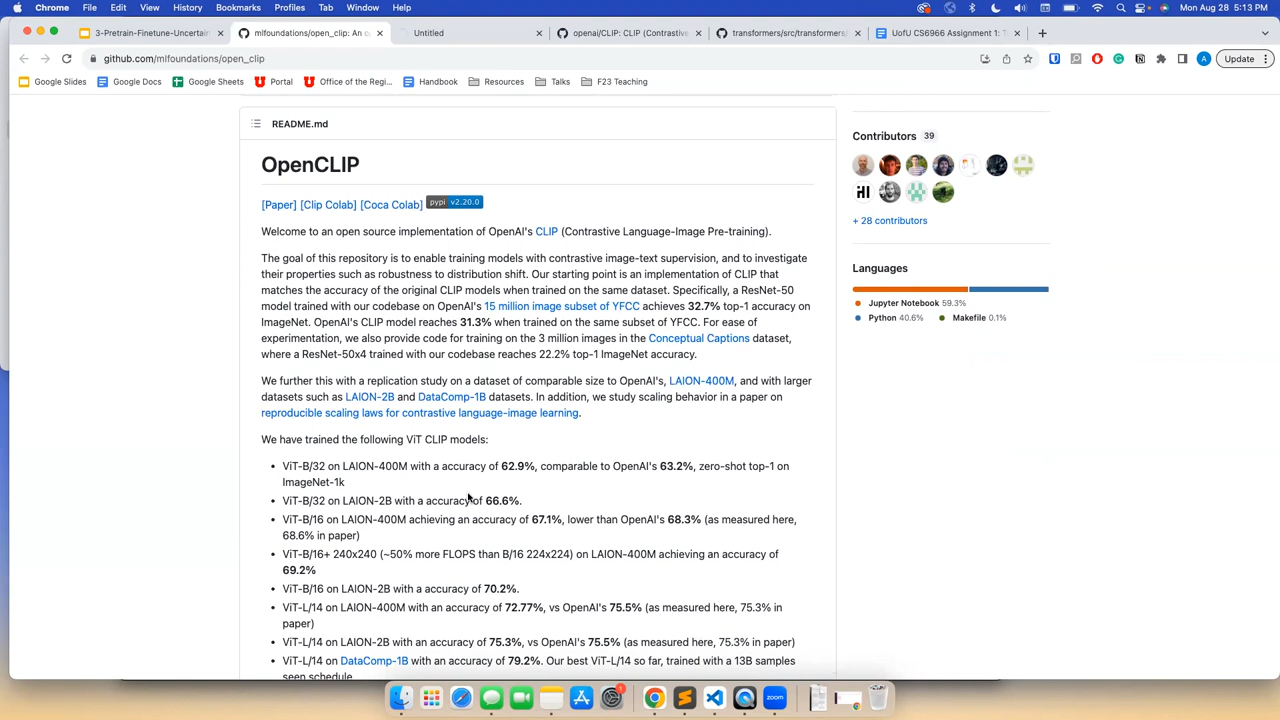 Chrome File Edit View History Bookmarks Profiles Tab Window Help Mon Aug 28 5:13 PM
3-Pretrain-Finetune-Uncertain mlfoundations/open_clip: An o Untitled openai/CLIP: CLIP (Contrastive transformers/src/transformers/ UofU CS6966 Assignment 1: T
github.com/mlfoundations/open_clip A Update
Google Slides Google Docs Google Sheets Portal Office of the Regi... Handbook Resources Talks F23 Teaching
README.md
OpenCLIP
[Paper] [Clip Colab] [Coca Colab] pypi v2.20.0
Welcome to an open source implementation of OpenAI's CLIP (Contrastive Language-Image Pre-training).
The goal of this repository is to enable training models with contrastive image-text supervision, and to investigate
their properties such as robustness to distribution shift. Our starting point is an implementation of CLIP that
matches the accuracy of the original CLIP models when trained on the same dataset. Specifically, a ResNet-50
model trained with our codebase on OpenAI's 15 million image subset of YFCC achieves 32.7% top-1 accuracy on
ImageNet. OpenAI's CLIP model reaches 31.3% when trained on the same subset of YFCC. For ease of
experimentation, we also provide code for training on the 3 million images in the Conceptual Captions dataset,
where a ResNet-50x4 trained with our codebase reaches 22.2% top-1 ImageNet accuracy.
We further this with a replication study on a dataset of comparable size to OpenAI's, LAION-400M, and with larger
datasets such as LAION-2B and DataComp-1B datasets. In addition, we study scaling behavior in a paper on
reproducible scaling laws for contrastive language-image learning.
We have trained the following ViT CLIP models:
• ViT-B/32 on LAION-400M with a accuracy of 62.9%, comparable to OpenAI's 63.2%, zero-shot top-1 on
ImageNet-1k
• ViT-B/32 on LAION-2B with a accuracy of 66.6%.
• ViT-B/16 on LAION-400M achieving an accuracy of 67.1%, lower than OpenAI's 68.3% (as measured here,
68.6% in paper)
• ViT-B/16+ 240x240 (~50% more FLOPS than B/16 224x224) on LAION-400M achieving an accuracy of
69.2%
• ViT-B/16 on LAION-2B with a accuracy of 70.2%.
• ViT-L/14 on LAION-400M with an accuracy of 72.77%, vs OpenAI's 75.5% (as measured here, 75.3% in
paper)
• ViT-L/14 on LAION-2B with an accuracy of 75.3%, vs OpenAI's 75.5% (as measured here, 75.3% in paper)
• ViT-L/14 on DataComp-1B with an accuracy of 79.2%. Our best ViT-L/14 so far, trained with a 13B samples
seen schedule.
Contributors 39
+ 28 contributors
Languages
Jupyter Notebook 59.3%
Python 40.6% Makefile 0.1%
1
zoom